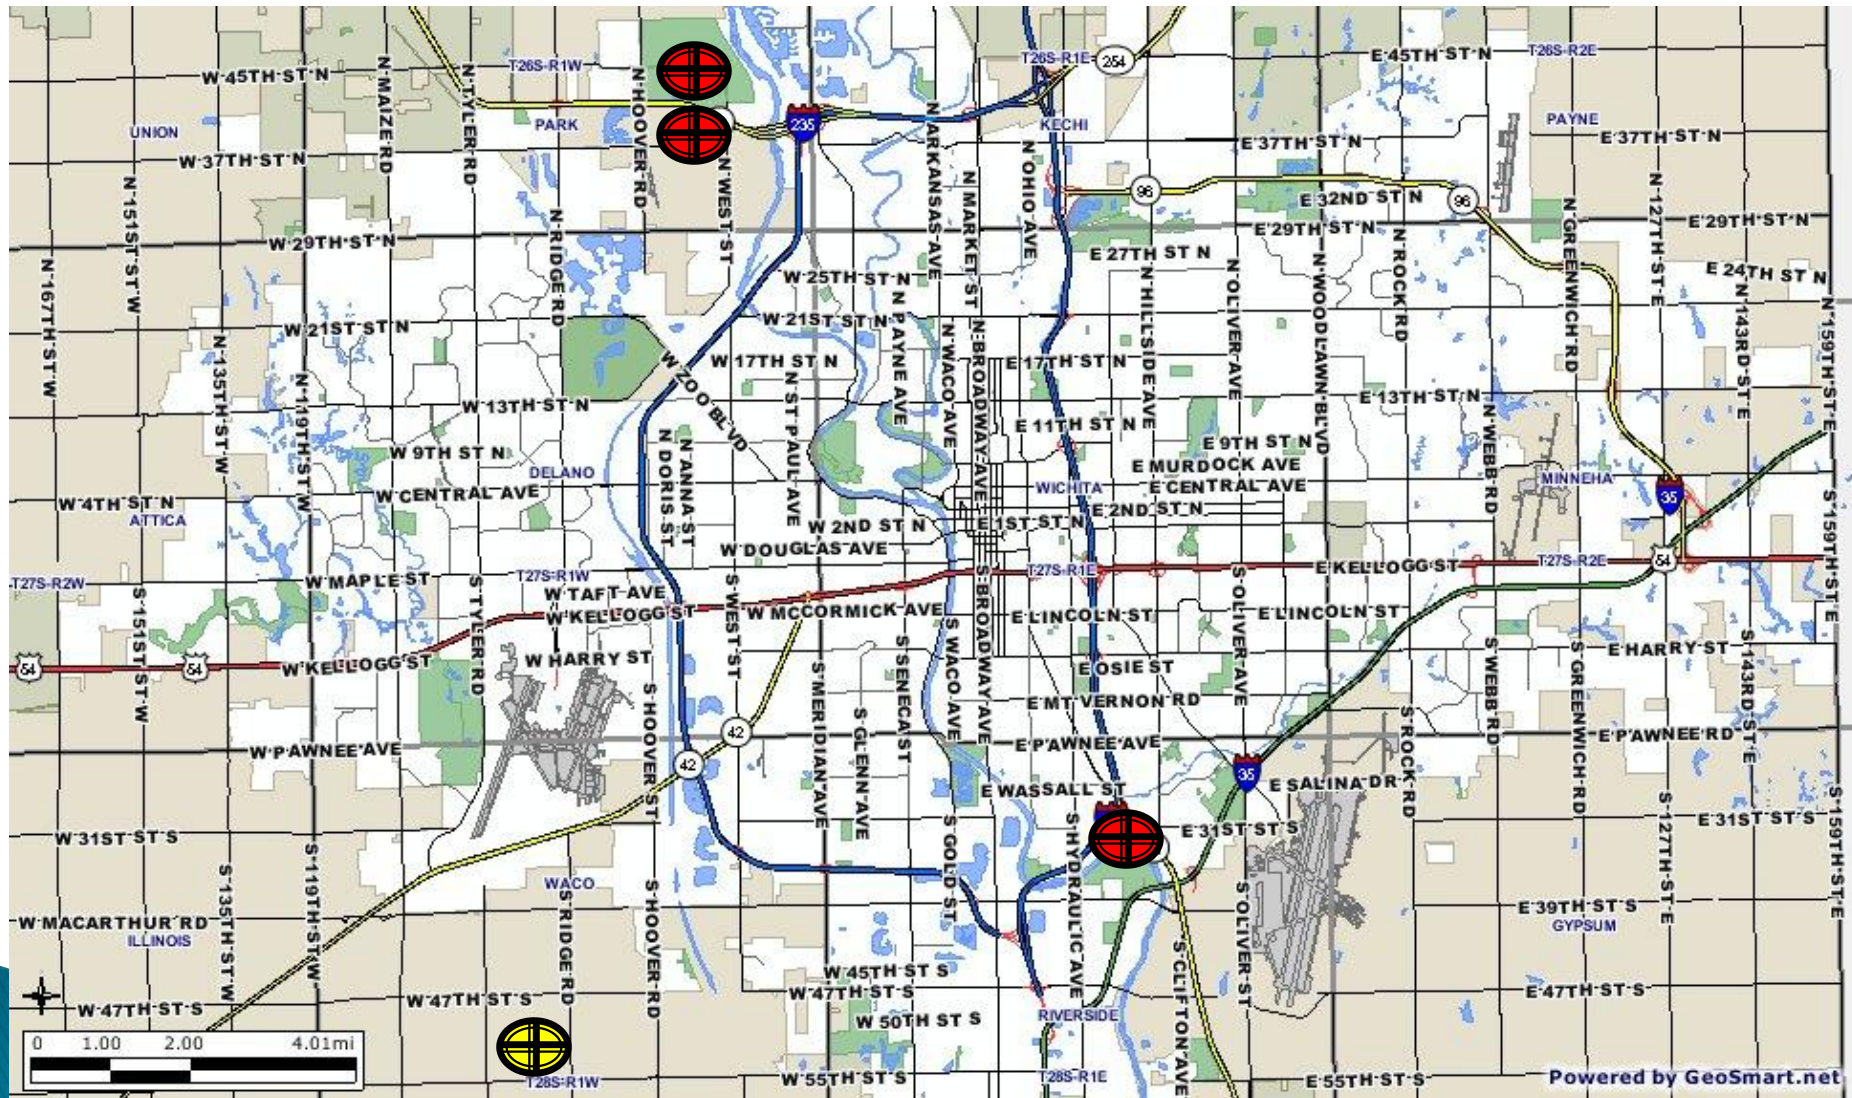 W 45TH ST N
N MAIZE RD
N TYLER RD
T26S-R1W
N HOOVER RD
254
T26S-R1E
E 45TH ST N
T26S-R2E
UNION
PARK
235
KECHI
PAYNE
W 37TH ST N
N WEST ST
N ARKANSAS AVE
N MARKET ST
N OHIO AVE
E 37TH ST N
E 37TH ST N
N 151ST ST W
N RIDGE RD
96
96
E 32ND ST N
N 127TH ST E
W 29TH ST N
E 29TH ST N
E 29TH ST N
N ROCK RD
N GREENWICH RD
N 167TH ST W
W 25TH ST N
E 27TH ST N
E 24TH ST N
N HILLSIDE AVE
N OLIVER AVE
N WOODLAWN BLVD
N 143RD ST E
N 159TH ST E
W 21ST ST N
W 21ST ST N
N PAYNE AVE
N WACO AVE
N BROADWAY AVE
N 135TH ST W
N 119TH ST W
W ZOO BLVD
W 17TH ST N
E 17TH ST N
W 13TH ST N
N ST PAUL AVE
E 13TH ST N
E 11TH ST N
N DORIS ST
N ANNA ST
W 9TH ST N
E 9TH ST N
N WEBB RD
DELANO
E MURDOCK AVE
MINNEHA
W 4TH ST N
W CENTRAL AVE
WICHITA
E CENTRAL AVE
35
ATTICA
W 2ND ST N
E 1ST ST N
E 2ND ST N
S 159TH ST E
W DOUGLAS AVE
54
T27S-R2W
W MAPLE ST
T27S-R1W
T27S-R1E
E KELLOGG ST
T27S-R2E
S TYLER RD
W TAFT AVE
S WEST ST
S BROADWAY AVE
S OLIVER AVE
S 151ST ST W
W KELLOGG ST
W MCCORMICK AVE
E LINCOLN ST
E LINCOLN ST
54
54
W KELLOGG ST
W HARRY ST
S SENECA ST
S WACO AVE
E OSIE ST
E HARRY ST
S WEBB RD
S GREENWICH RD
S 143RD ST E
S HOOVER ST
S MERIDIAN AVE
S GLENN AVE
E MT VERNON RD
S ROCK RD
42
W PAWNEE AVE
E PAWNEE AVE
E PAWNEE RD
42
35
E WASSALL ST
E SALINA DR
S 127TH ST E
S 159TH ST E
W 31ST ST S
S 119TH ST W
S GOLD ST
S HYDRAULIC AVE
E 31ST ST S
E 31ST ST S
S 135TH ST W
WACO
S RIDGE RD
S HOOVER RD
S OLIVER ST
W MACARTHUR RD
ILLINOIS
E 39TH ST S
GYPSUM
S CLIFTON AVE
W 45TH ST S
W 47TH ST S
W 47TH ST S
W 47TH ST S
E 47TH ST S
RIVERSIDE
W 50TH ST S
0 1.00 2.00 4.01mi
T28S-R1W
W 55TH ST S
T28S-R1E
E 55TH ST S
Powered by GeoSmart.net